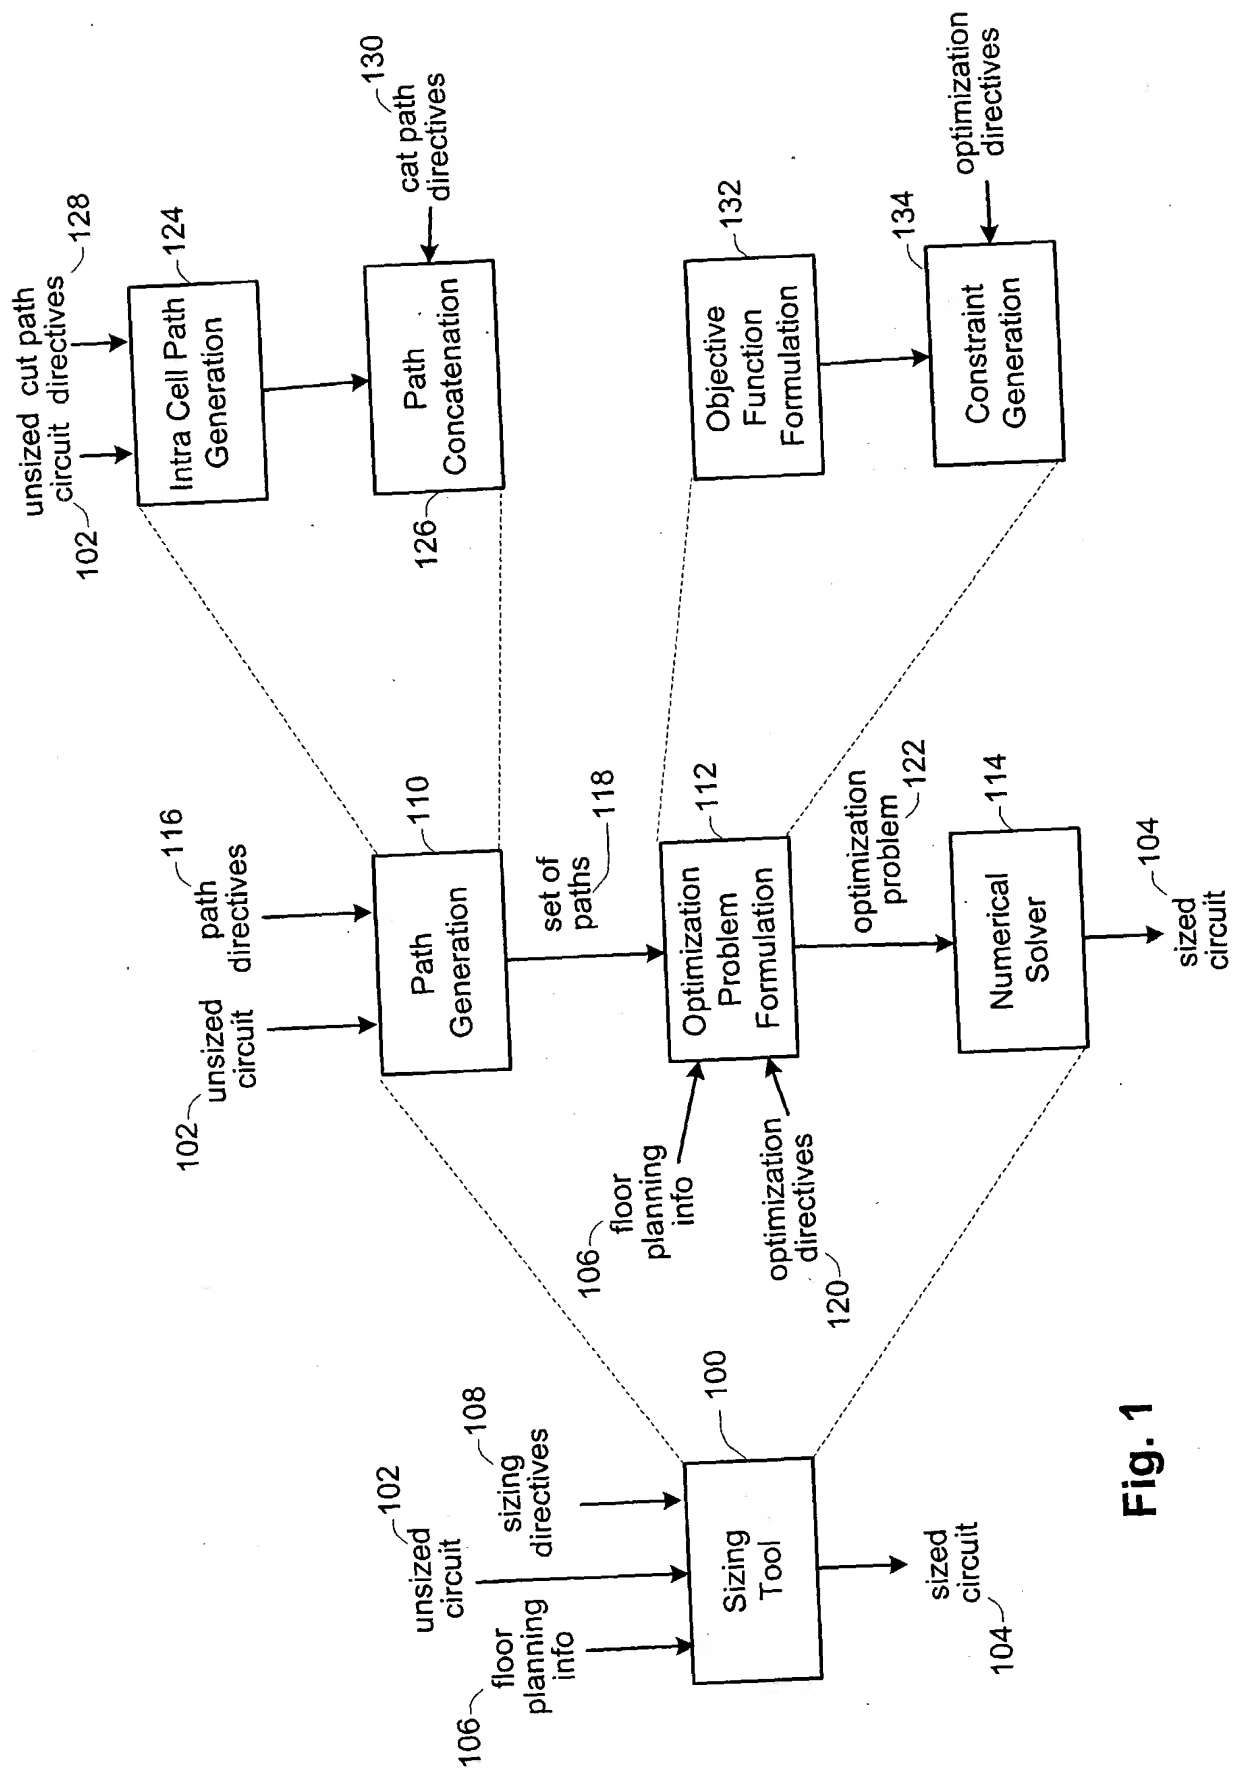 106
floor
planning
info
unsized
circuit
102
sizing
directives
108
Sizing
Tool
100
sized
circuit
104
102
unsized
circuit
path
directives
116
Path
Generation
110
set of
paths
118
106
floor
planning
info
optimization
directives
120
Optimization
Problem
Formulation
112
optimization
problem
122
Numerical
Solver
114
sized
circuit
104
unsized
circuit
102
cut path
directives
128
Intra Cell Path
Generation
124
Path
Concatenation
126
cat path
directives
130
Objective
Function
Formulation
132
Constraint
Generation
134
optimization
directives
Fig. 1